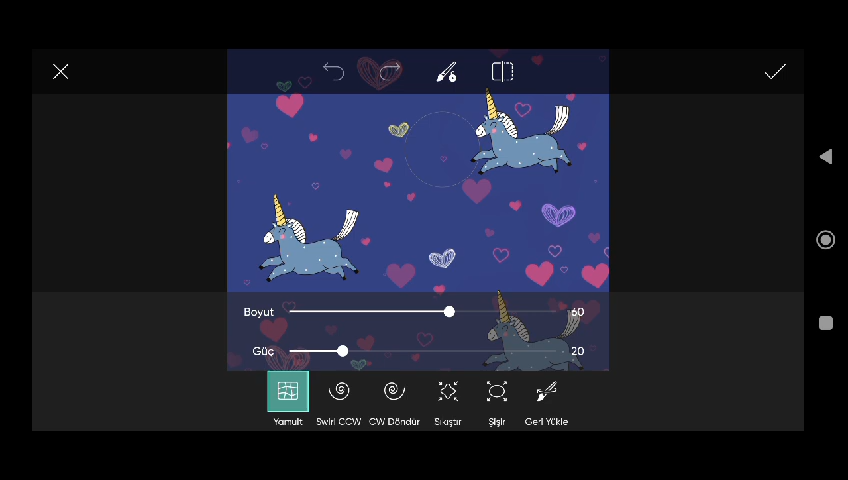 Boyut 60
Güç 20
Yamult Swirl CCW CW Döndür Sıkıştır Şişir Geri Yükle